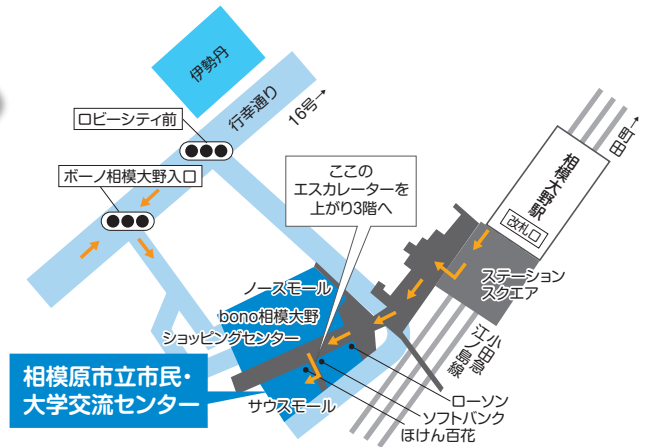 伊勢丹
行幸通り
16号→
ロビーシティ前
ボーノ相模大野入口
ここの
エスカレーターを
上がり3階へ
→町田
相模大野駅
改札口
ステーション
スクエア
小田急
江ノ島線
ノースモール
bono相模大野
ショッピングセンター
相模原市立市民・
大学交流センター
サウスモール
ローソン
ソフトバンク
ほけん百花